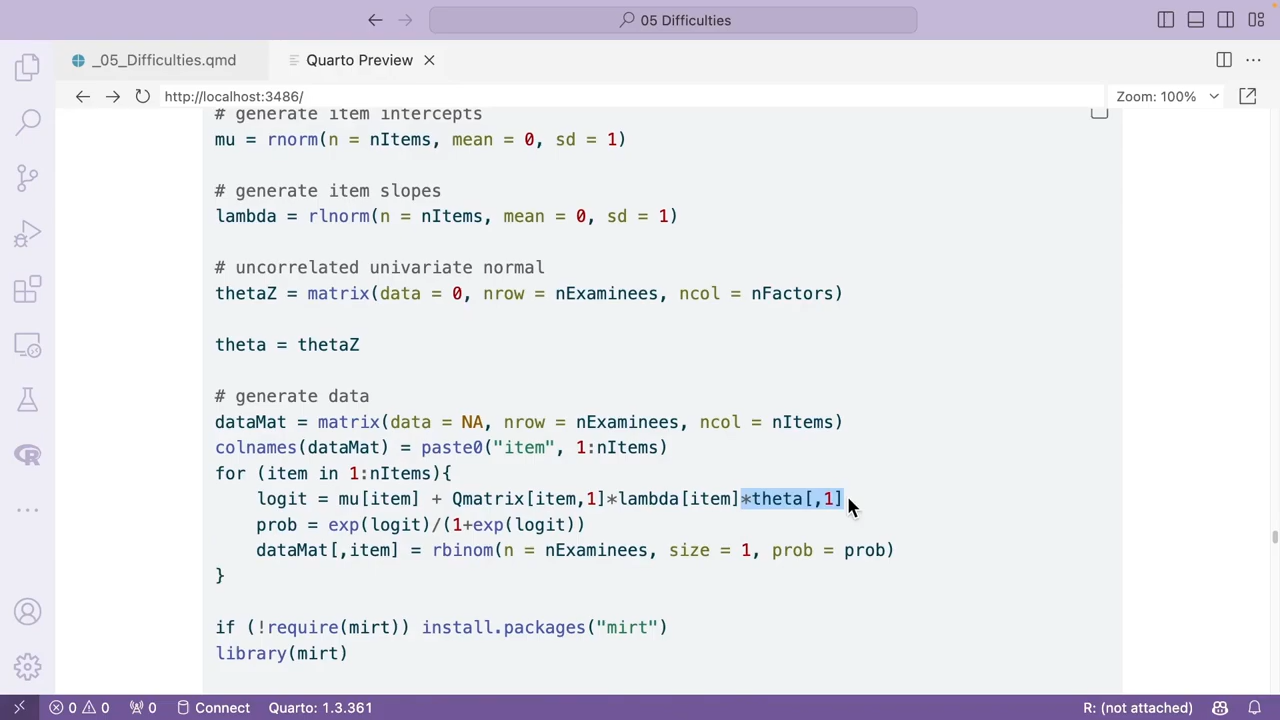 05 Difficulties
_05_Difficulties.qmd
Quarto Preview
http://localhost:3486/
Zoom: 100%
# generate item intercepts
mu = rnorm(n = nItems, mean = 0, sd = 1)
# generate item slopes
lambda = rlnorm(n = nItems, mean = 0, sd = 1)
# uncorrelated univariate normal
thetaZ = matrix(data = 0, nrow = nExaminees, ncol = nFactors)
theta = thetaZ
# generate data
dataMat = matrix(data = NA, nrow = nExaminees, ncol = nItems)
colnames(dataMat) = paste0("item", 1:nItems)
for (item in 1:nItems){
logit = mu[item] + Qmatrix[item,1]*lambda[item]*theta[,1]
prob = exp(logit)/(1+exp(logit))
dataMat[,item] = rbinom(n = nExaminees, size = 1, prob = prob)
}
if (!require(mirt)) install.packages("mirt")
library(mirt)
0 0 0 Connect Quarto: 1.3.361 R: (not attached)